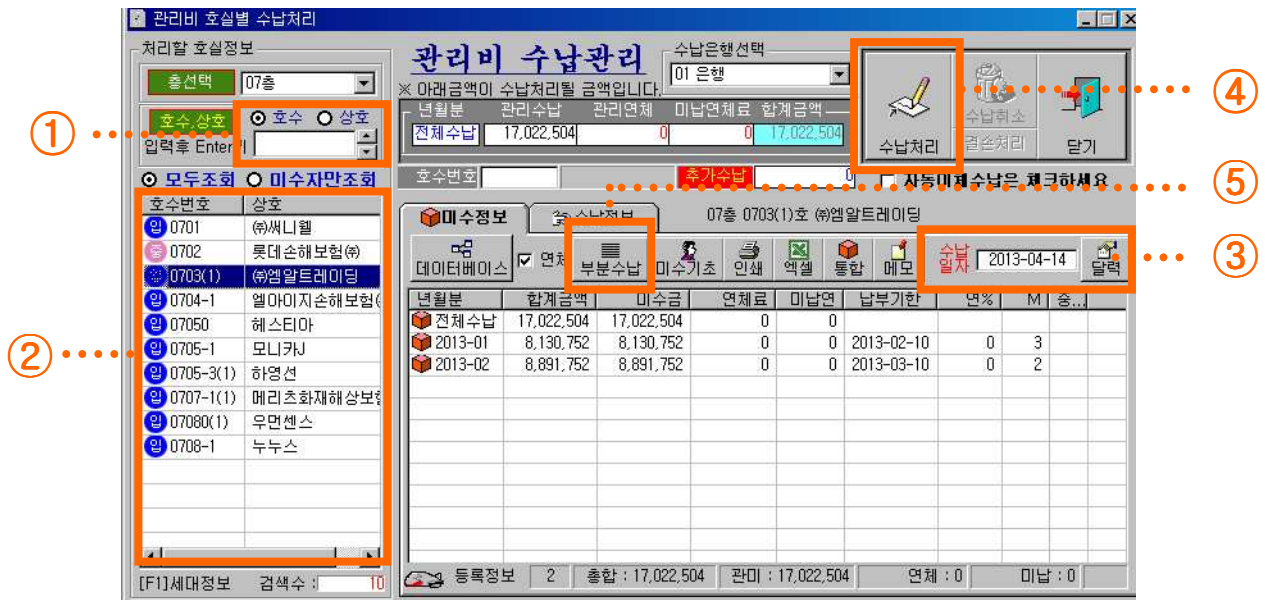 관리비 호실별 수납처리
처리할 호실정보
층선택 07층
호수,상호 호수 상호
입력후 Enter키
모두조회 미수자만조회
호수번호 상호
입 0701 ㈜써니웰
중 0702 롯데손해보험㈜
0703(1) ㈜엠알트레이딩
입 0704-1 엘아이지손해보험(
입 07050 헤스티아
입 0705-1 모니카J
입 0705-3(1) 하영선
입 0707-1(1) 메리츠화재해상보험
입 07080(1) 우먼센스
입 0708-1 누누스
[F1]세대정보 검색수 : 10
관리비 수납관리
※ 아래금액이 수납처리될 금액입니다.
수납은행선택
01 은행
년월분 관리수납 관리연체 미납연체료 합계금액
전체수납 17,022,504 0 0 17,022,504
수납처리
수납취소
결손처리
닫기
호수번호 추가수납 0 자동이체수납은 체크하세요
미수정보 수납정보 07층 0703(1)호 ㈜엠알트레이딩
데이터베이스 연체 부분수납 미수기초 인쇄 엑셀 통합 메모 수납일자 2013-04-14 달력
년월분 합계금액 미수금 연체료 미납연 납부기한 연% M 중...
전체수납 17,022,504 17,022,504 0 0
2013-01 8,130,752 8,130,752 0 0 2013-02-10 0 3
2013-02 8,891,752 8,891,752 0 0 2013-03-10 0 2
등록정보 2 총합 : 17,022,504 관미 : 17,022,504 연체 : 0 미납 : 0
①
②
④
⑤
③